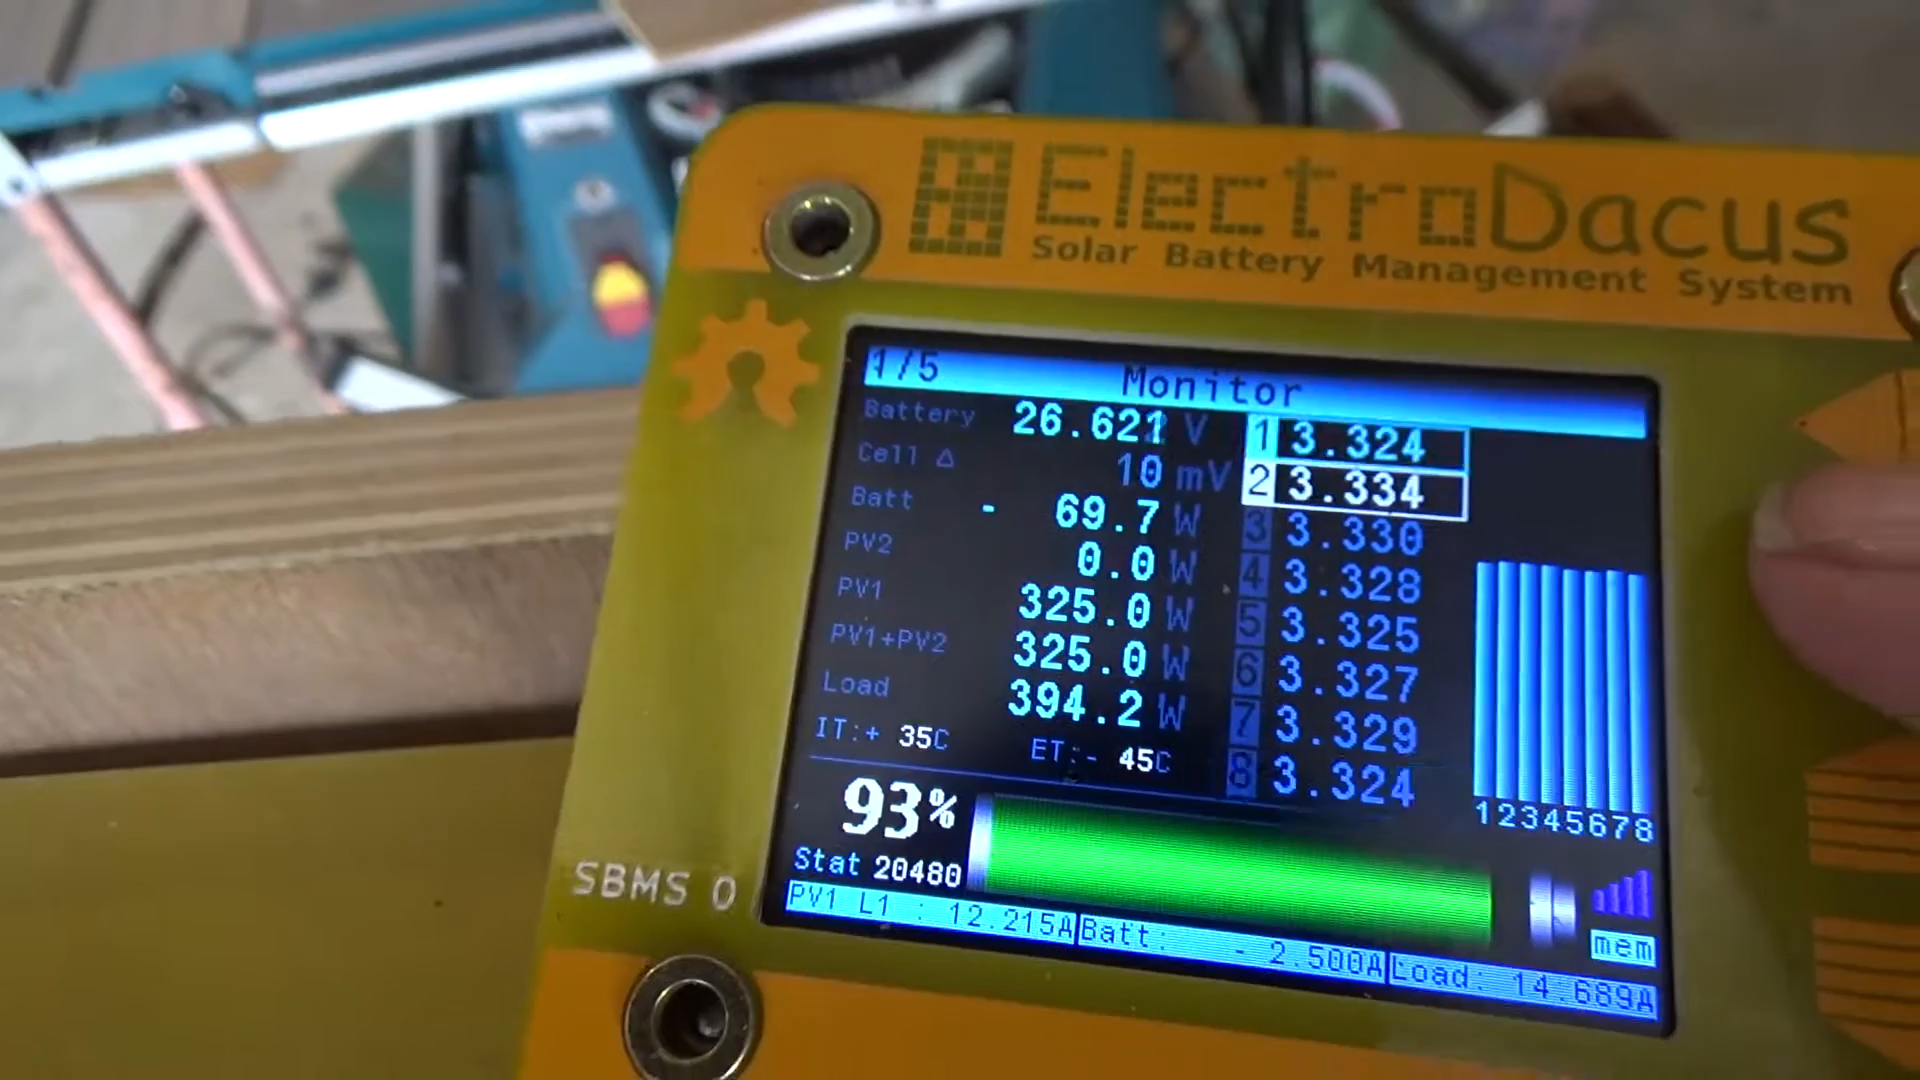 ElectroDacus
Solar Battery Management System
1/5 Monitor
Battery 26.621 V
Cell Δ 10 mV
Batt - 69.7 W
PV2 0.0 W
PV1 325.0 W
PV1+PV2 325.0 W
Load 394.2 W
IT:+ 35C ET:- 45C
1 3.324
2 3.334
3 3.330
4 3.328
5 3.325
6 3.327
7 3.329
8 3.324
12345678
93%
Stat 20480
mem
PV1 L1 : 12.215A Batt: - 2.500A Load: 14.689A
SBMS 0